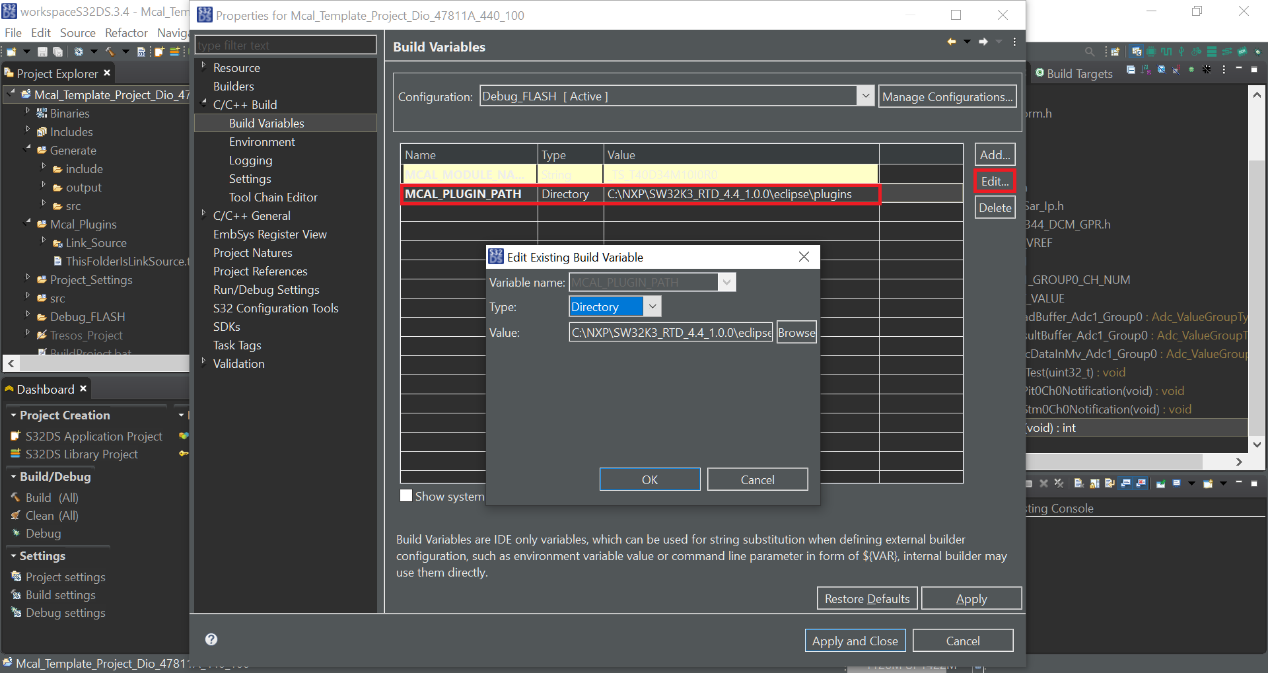 workspaceS32DS.3.4 - Mcal_Tem
File Edit Source Refactor Naviga
Project Explorer
Mcal_Template_Project_Dio_47
Binaries
Includes
Generate
include
output
src
Mcal_Plugins
Link_Source
ThisFolderIsLinkSource.t
Project_Settings
src
Debug_FLASH
Tresos_Project
BuildProject.bat
Dashboard
Project Creation
S32DS Application Project
S32DS Library Project
Build/Debug
Build (All)
Clean (All)
Debug
Settings
Project settings
Build settings
Debug settings
Mcal_Template_Project_Dio_47811A_440_100
Properties for Mcal_Template_Project_Dio_47811A_440_100
type filter text
Resource
Builders
C/C++ Build
Build Variables
Environment
Logging
Settings
Tool Chain Editor
C/C++ General
EmbSys Register View
Project Natures
Project References
Run/Debug Settings
S32 Configuration Tools
SDKs
Task Tags
Validation
Build Variables
Configuration: Debug_FLASH [ Active ] Manage Configurations...
Name Type Value
MCAL_MODULE_NA... String _TS_T40D34M10I0R0
MCAL_PLUGIN_PATH Directory C:\NXP\SW32K3_RTD_4.4_1.0.0\eclipse\plugins
Add...
Edit...
Delete
Edit Existing Build Variable
Variable name: MCAL_PLUGIN_PATH
Type: Directory
Value: C:\NXP\SW32K3_RTD_4.4_1.0.0\eclipse Browse
OK Cancel
Show system
Build Variables are IDE only variables, which can be used for string substitution when defining external builder
configuration, such as environment variable value or command line parameter in form of ${VAR}, internal builder may
use them directly.
Restore Defaults Apply
Apply and Close Cancel
Build Targets
orm.h
Sar_Ip.h
344_DCM_GPR.h
VREF
_GROUP0_CH_NUM
_VALUE
adBuffer_Adc1_Group0 : Adc_ValueGroupTy
sultBuffer_Adc1_Group0 : Adc_ValueGroupT
cDataInMv_Adc1_Group0 : Adc_ValueGroup
Test(uint32_t) : void
Pit0Ch0Notification(void) : void
Stm0Ch0Notification(void) : void
(void) : int
sting Console